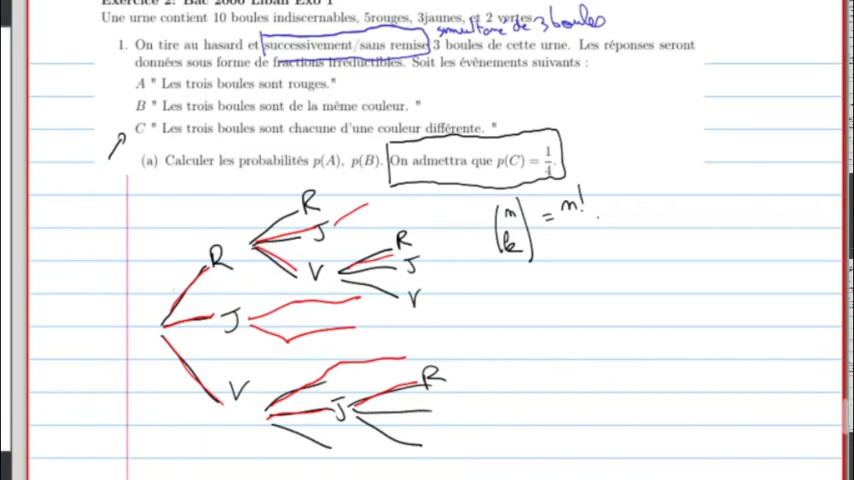 Exercice 2: Bac 2006 Liban Exo 1
Une urne contient 10 boules indiscernables, 5rouges, 3jaunes, et 2 vertes.
simultané de 3 boules
1. On tire au hasard et successivement/sans remise 3 boules de cette urne. Les réponses seront
données sous forme de fractions irréductibles. Soit les évènements suivants :
A " Les trois boules sont rouges."
B " Les trois boules sont de la même couleur. "
C " Les trois boules sont chacune d'une couleur différente. "
(a) Calculer les probabilités p(A), p(B). On admettra que p(C) = 1/4.
(n k) = n!
R
J
R
V
R
J
V
J
V
J
R